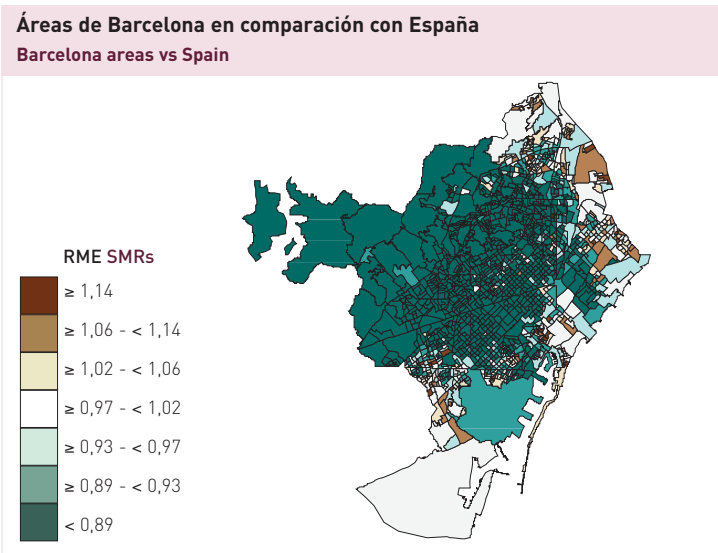 Áreas de Barcelona en comparación con España
Barcelona areas vs Spain
RME SMRs
≥ 1,14
≥ 1,06 - < 1,14
≥ 1,02 - < 1,06
≥ 0,97 - < 1,02
≥ 0,93 - < 0,97
≥ 0,89 - < 0,93
< 0,89